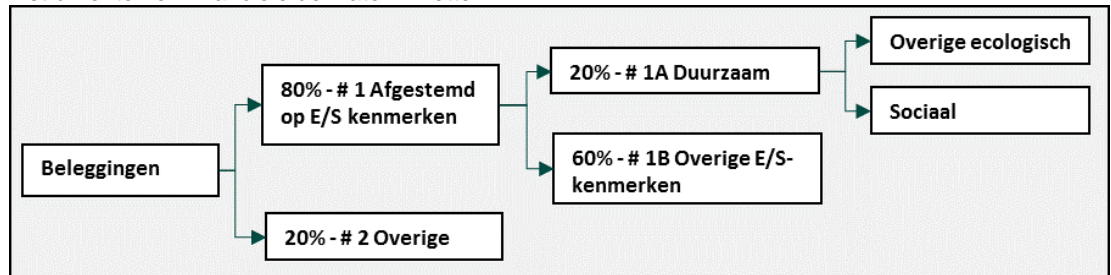 Overige ecologisch
80% - # 1 Afgestemd
op E/S kenmerken
20% - # 1A Duurzaam
Sociaal
Beleggingen
60% - # 1B Overige E/S-
kenmerken
20% - # 2 Overige